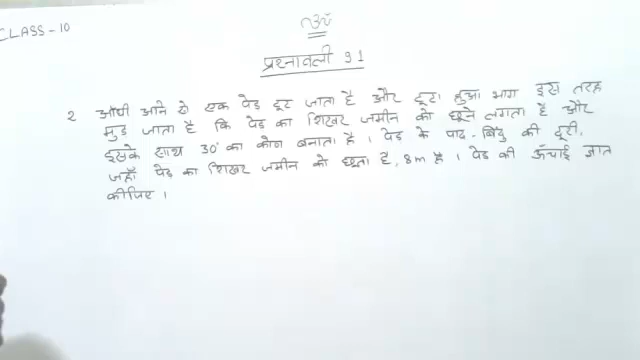 CLASS-10
ॐ
प्रश्नावली 9.1
2 आँधी आने से एक पेड टूट जाता है और टूटा हुआ भाग इस तरह
मुड जाता है कि पेड का शिखर जमीन को छूने लगता है और
इसके साथ 30° का कोण बनाता है । पेड के पाद-बिंदु की दूरी,
जहाँ पेड का शिखर जमीन को छूता है, 8m है । पेड की ऊँचाई ज्ञात
कीजिए ।